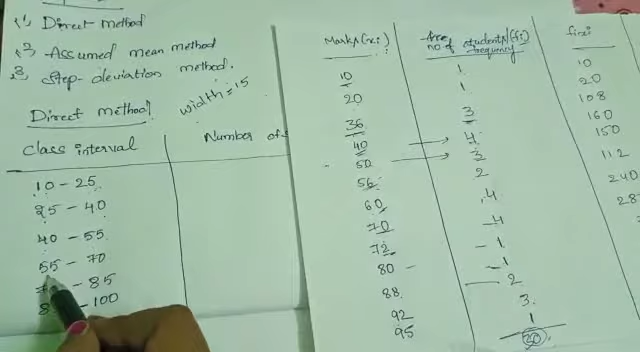 1) Direct method
2) Assumed mean method
3) Step-deviation method.
Direct method width=15
Class interval Number of
10 – 25
25 – 40
40 – 55
55 – 70
– 85
– 100
Marks (xi) no of students (fi) fixi
frequency
10 1 10
20 1 20
36 3 108
40 → 4 160
50 → 3 150
56 2 112
60 4 240
70 4 28
72 – 1
80 – – 1
88 2
92 3
95 1